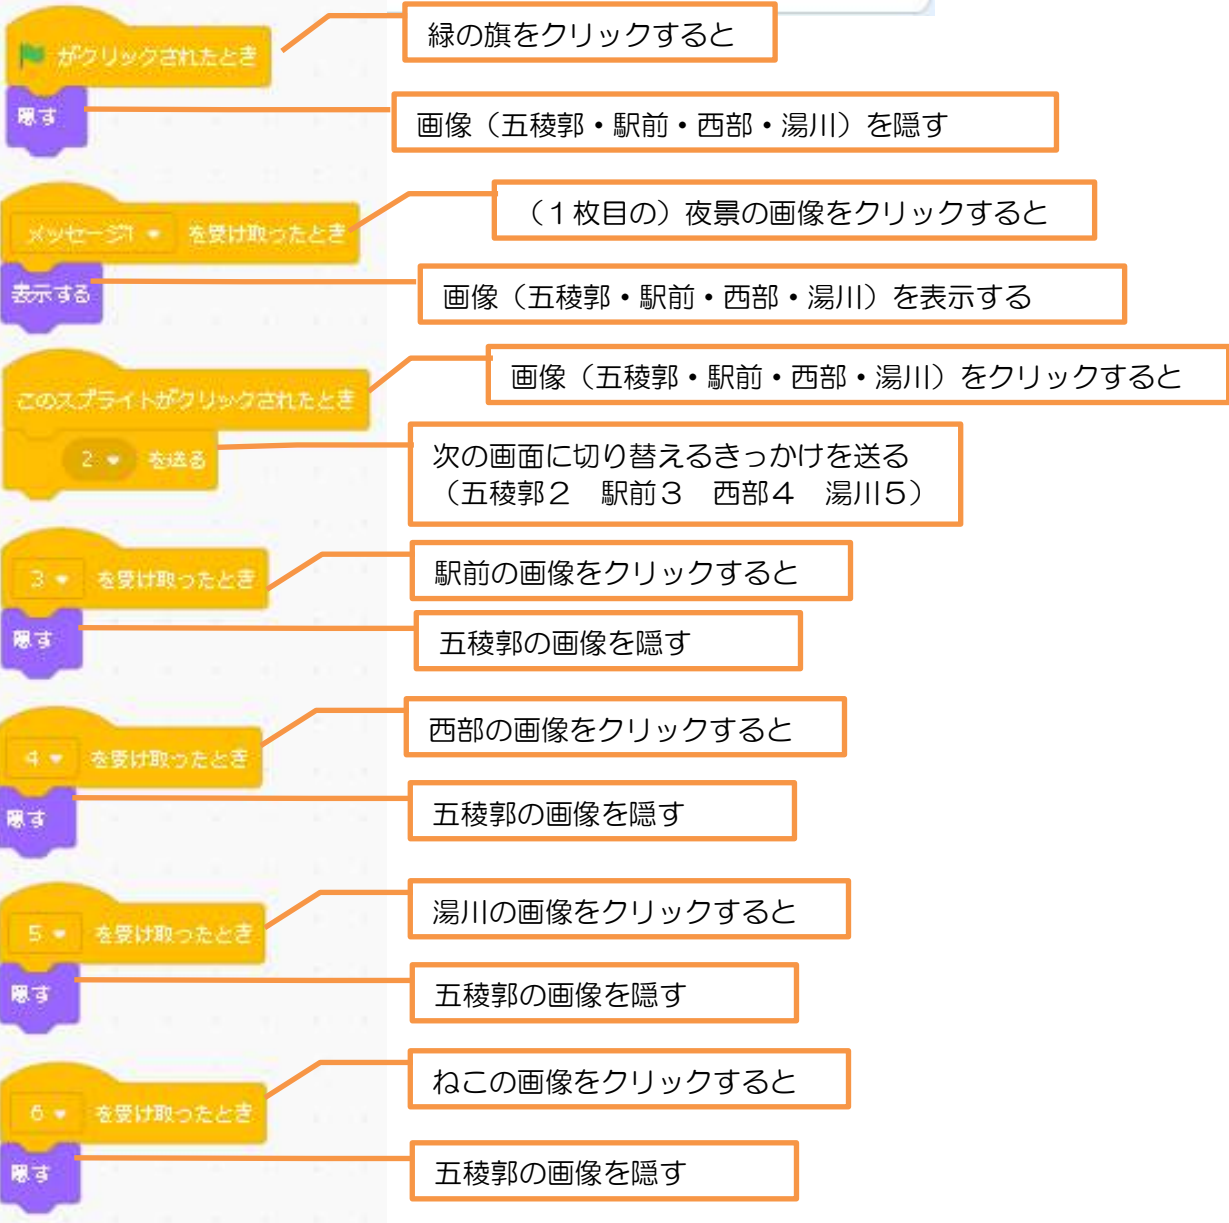 がクリックされたとき
緑の旗をクリックすると
隠す
画像（五稜郭・駅前・西部・湯川）を隠す
メッセージ1 を受け取ったとき
（１枚目の）夜景の画像をクリックすると
表示する
画像（五稜郭・駅前・西部・湯川）を表示する
このスプライトがクリックされたとき
画像（五稜郭・駅前・西部・湯川）をクリックすると
2 を送る
次の画面に切り替えるきっかけを送る
（五稜郭２　駅前３　西部４　湯川５）
3 を受け取ったとき
駅前の画像をクリックすると
隠す
五稜郭の画像を隠す
4 を受け取ったとき
西部の画像をクリックすると
隠す
五稜郭の画像を隠す
5 を受け取ったとき
湯川の画像をクリックすると
隠す
五稜郭の画像を隠す
6 を受け取ったとき
ねこの画像をクリックすると
隠す
五稜郭の画像を隠す